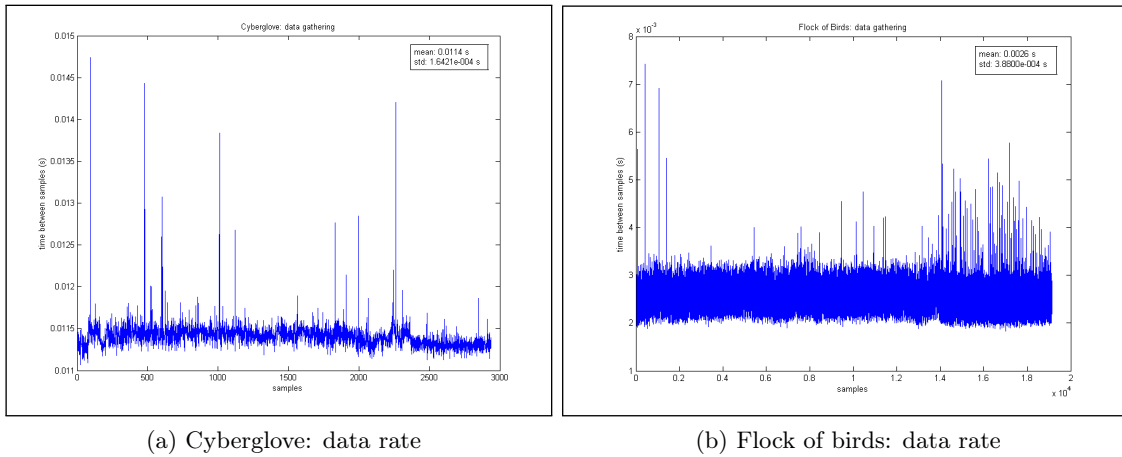 Cyberglove: data gathering
mean: 0.0114 s
std: 1.6421e-004 s
time between samples (s)
0.015
0.0145
0.014
0.0135
0.013
0.0125
0.012
0.0115
0.011
0 500 1000 1500 2000 2500 3000
samples
(a) Cyberglove: data rate
Flock of Birds: data gathering
x 10⁻³
mean: 0.0026 s
std: 3.8800e-004 s
time between samples (s)
8
7
6
5
4
3
2
1
0 0.2 0.4 0.6 0.8 1 1.2 1.4 1.6 1.8 2
samples
x 10⁴
(b) Flock of birds: data rate